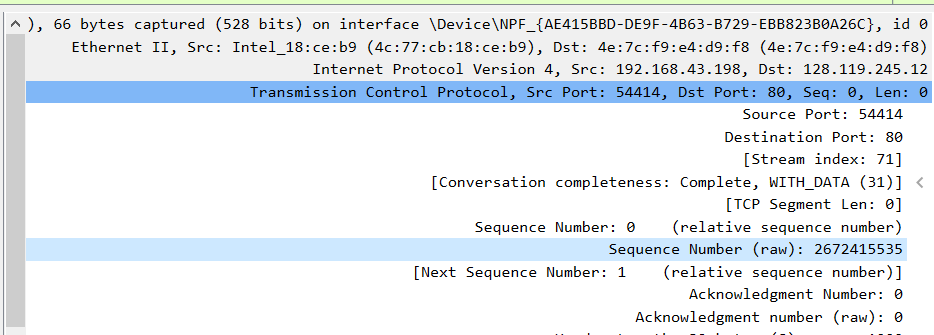 ), 66 bytes captured (528 bits) on interface \Device\NPF_{AE415BBD-DE9F-4B63-B729-EBB823B0A26C}, id 0
Ethernet II, Src: Intel_18:ce:b9 (4c:77:cb:18:ce:b9), Dst: 4e:7c:f9:e4:d9:f8 (4e:7c:f9:e4:d9:f8)
Internet Protocol Version 4, Src: 192.168.43.198, Dst: 128.119.245.12
Transmission Control Protocol, Src Port: 54414, Dst Port: 80, Seq: 0, Len: 0
Source Port: 54414
Destination Port: 80
[Stream index: 71]
[Conversation completeness: Complete, WITH_DATA (31)]
[TCP Segment Len: 0]
Sequence Number: 0    (relative sequence number)
Sequence Number (raw): 2672415535
[Next Sequence Number: 1    (relative sequence number)]
Acknowledgment Number: 0
Acknowledgment number (raw): 0